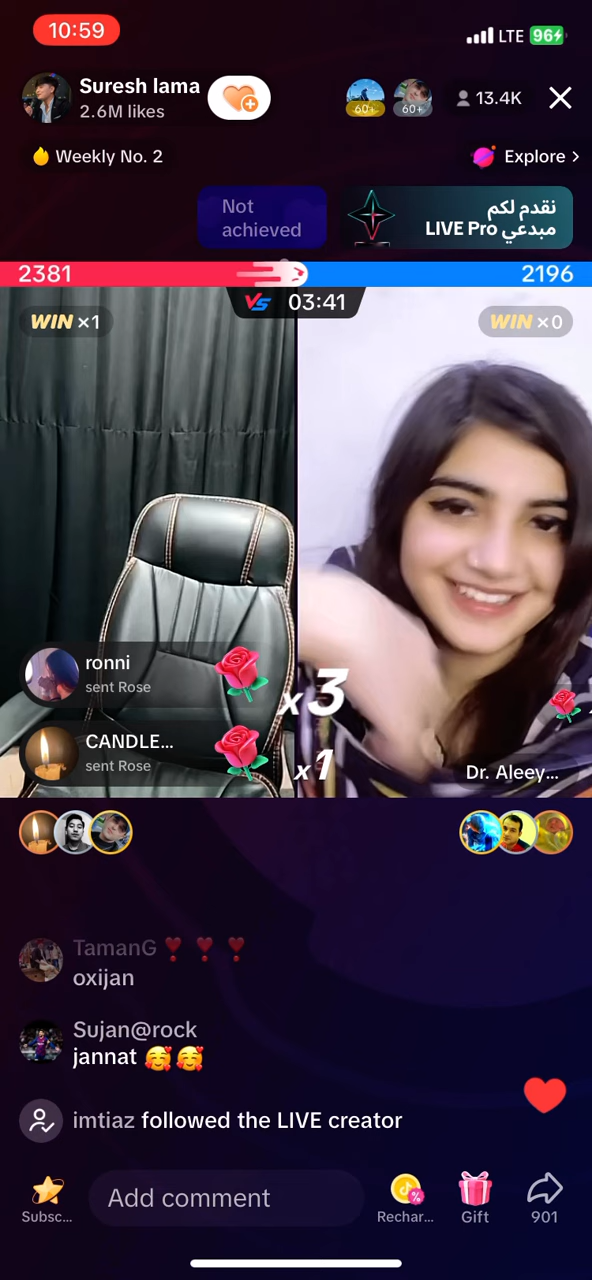 10:59
LTE 96
Suresh lama
2.6M likes
60+
60+
13.4K
Weekly No. 2
Explore >
Not
achieved
نقدم لكم
مبدعي LIVE Pro
2381
2196
VS 03:41
WIN ×1
WIN ×0
ronni
sent Rose
x3
CANDLE...
sent Rose
x1
Dr. Aleey...
TamanG❣❣❣
oxijan
Sujan@rock
jannat 🥰🥰
imtiaz followed the LIVE creator
Subsc...
Add comment
Rechar...
Gift
901